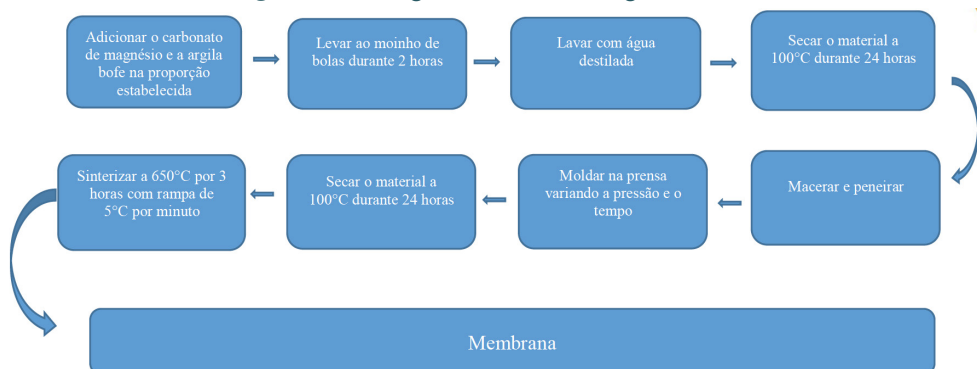 Adicionar o carbonato
de magnésio e a argila
bofe na proporção
estabelecida
Levar ao moinho de
bolas durante 2 horas
Lavar com água
destilada
Secar o material a
100°C durante 24 horas
Macerar e peneirar
Moldar na prensa
variando a pressão e o
tempo
Secar o material a
100°C durante 24 horas
Sinterizar a 650°C por 3
horas com rampa de
5°C por minuto
Membrana